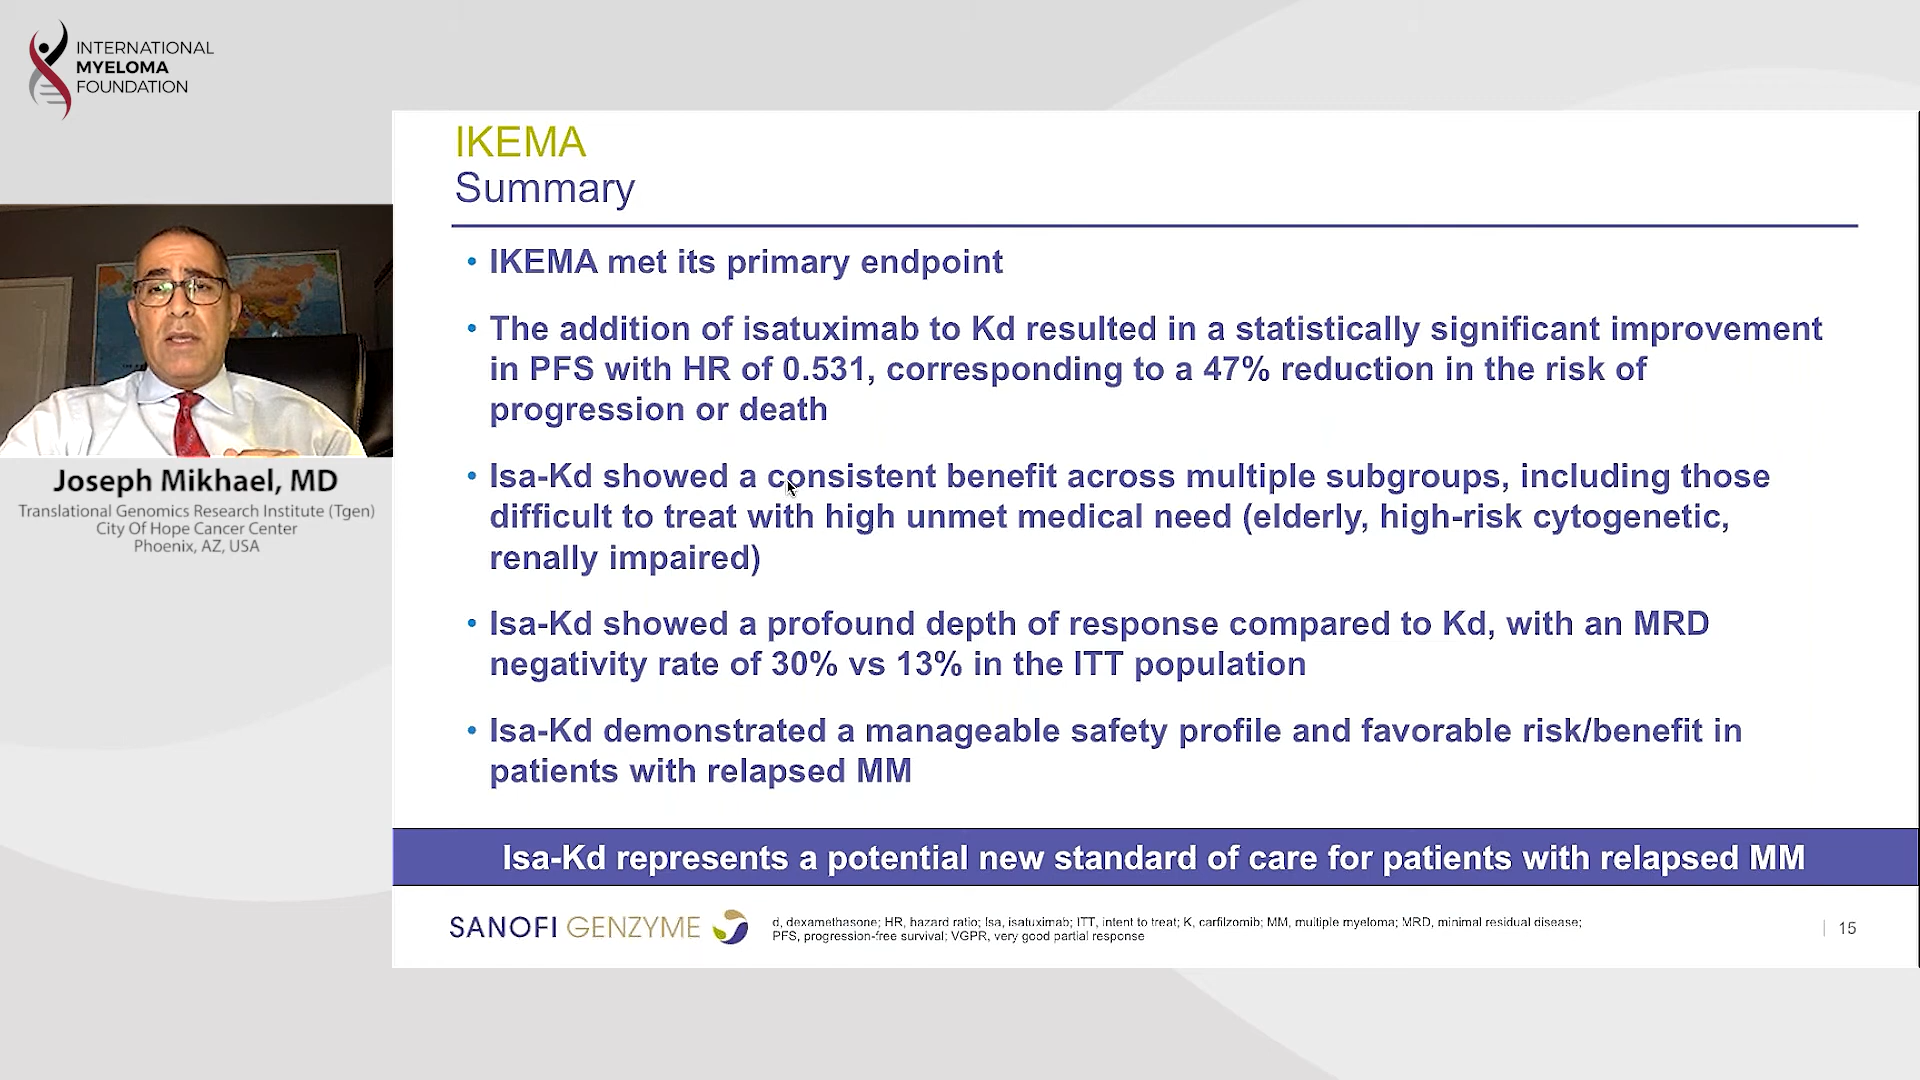 INTERNATIONAL
MYELOMA
FOUNDATION
IKEMA
Summary
• IKEMA met its primary endpoint
• The addition of isatuximab to Kd resulted in a statistically significant improvement
in PFS with HR of 0.531, corresponding to a 47% reduction in the risk of
progression or death
• Isa-Kd showed a consistent benefit across multiple subgroups, including those
difficult to treat with high unmet medical need (elderly, high-risk cytogenetic,
renally impaired)
• Isa-Kd showed a profound depth of response compared to Kd, with an MRD
negativity rate of 30% vs 13% in the ITT population
• Isa-Kd demonstrated a manageable safety profile and favorable risk/benefit in
patients with relapsed MM
Isa-Kd represents a potential new standard of care for patients with relapsed MM
SANOFI GENZYME
d, dexamethasone; HR, hazard ratio; Isa, isatuximab; ITT, intent to treat; K, carfilzomib; MM, multiple myeloma; MRD, minimal residual disease;
PFS, progression-free survival; VGPR, very good partial response
15
Joseph Mikhael, MD
Translational Genomics Research Institute (Tgen)
City Of Hope Cancer Center
Phoenix, AZ, USA